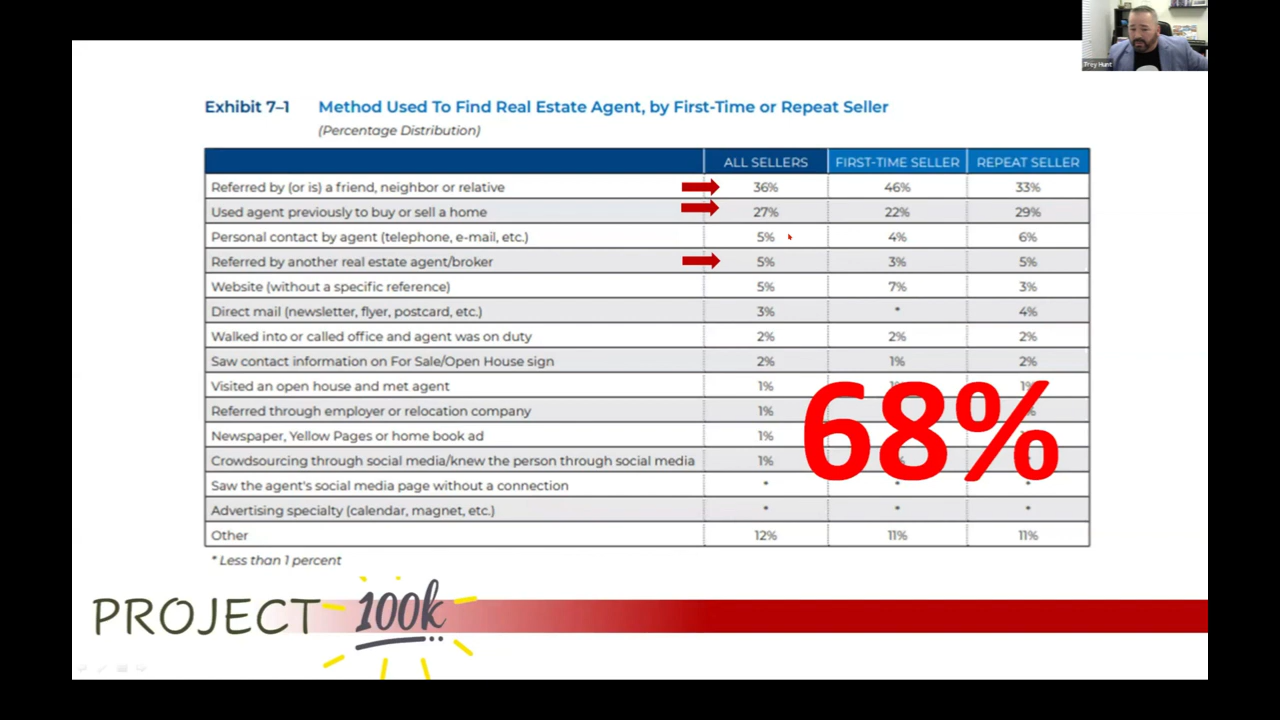 Trey Hunt
Exhibit 7–1 Method Used To Find Real Estate Agent, by First-Time or Repeat Seller
(Percentage Distribution)
ALL SELLERS FIRST-TIME SELLER REPEAT SELLER
Referred by (or is) a friend, neighbor or relative 36% 46% 33%
Used agent previously to buy or sell a home 27% 22% 29%
Personal contact by agent (telephone, e-mail, etc.) 5% 4% 6%
Referred by another real estate agent/broker 5% 3% 5%
Website (without a specific reference) 5% 7% 3%
Direct mail (newsletter, flyer, postcard, etc.) 3% * 4%
Walked into or called office and agent was on duty 2% 2% 2%
Saw contact information on For Sale/Open House sign 2% 1% 2%
Visited an open house and met agent 1% 1%
Referred through employer or relocation company 1%
Newspaper, Yellow Pages or home book ad 1%
68%
Crowdsourcing through social media/knew the person through social media 1%
Saw the agent's social media page without a connection * * *
Advertising specialty (calendar, magnet, etc.) * * *
Other 12% 11% 11%
* Less than 1 percent
PROJECT 100k